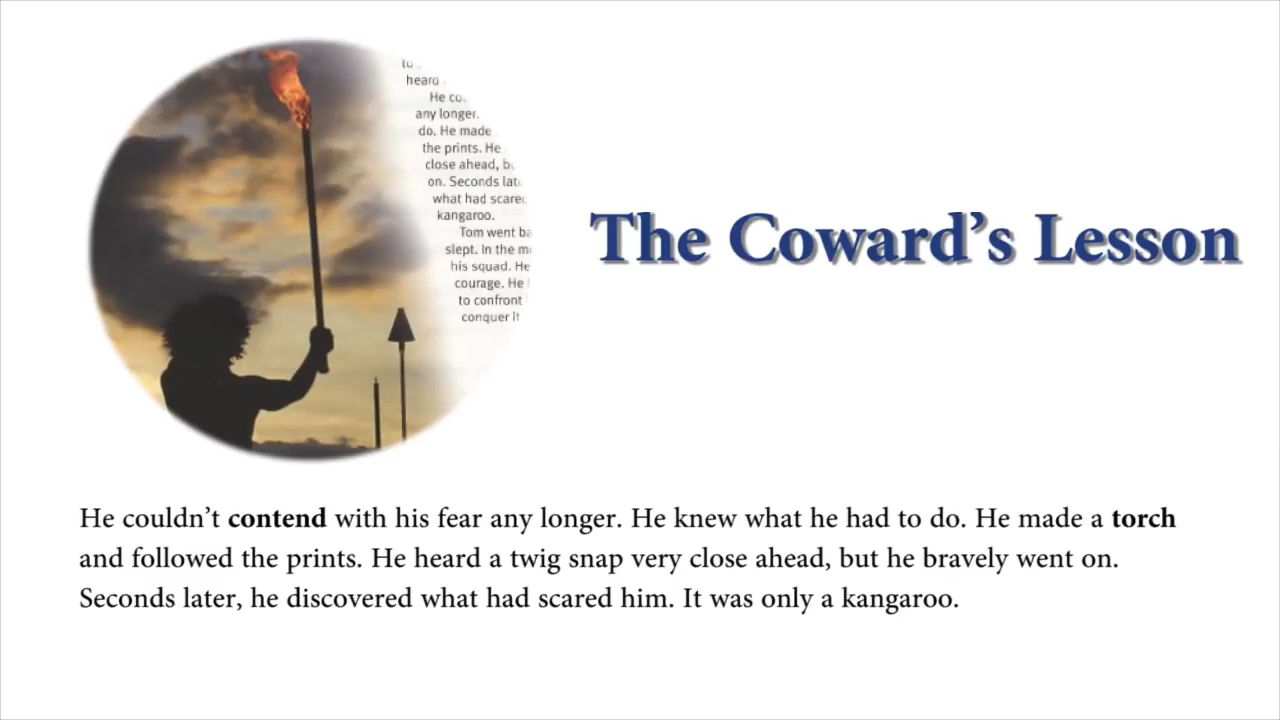 heard
He
any longer.
do. He made
the prints. He
close ahead,
on. Seconds
what had
kangaroo.
Tom went
slept. In the
his squad. He
courage. He
to confront
conquer it
The Coward's Lesson
He couldn't contend with his fear any longer. He knew what he had to do. He made a torch
and followed the prints. He heard a twig snap very close ahead, but he bravely went on.
Seconds later, he discovered what had scared him. It was only a kangaroo.